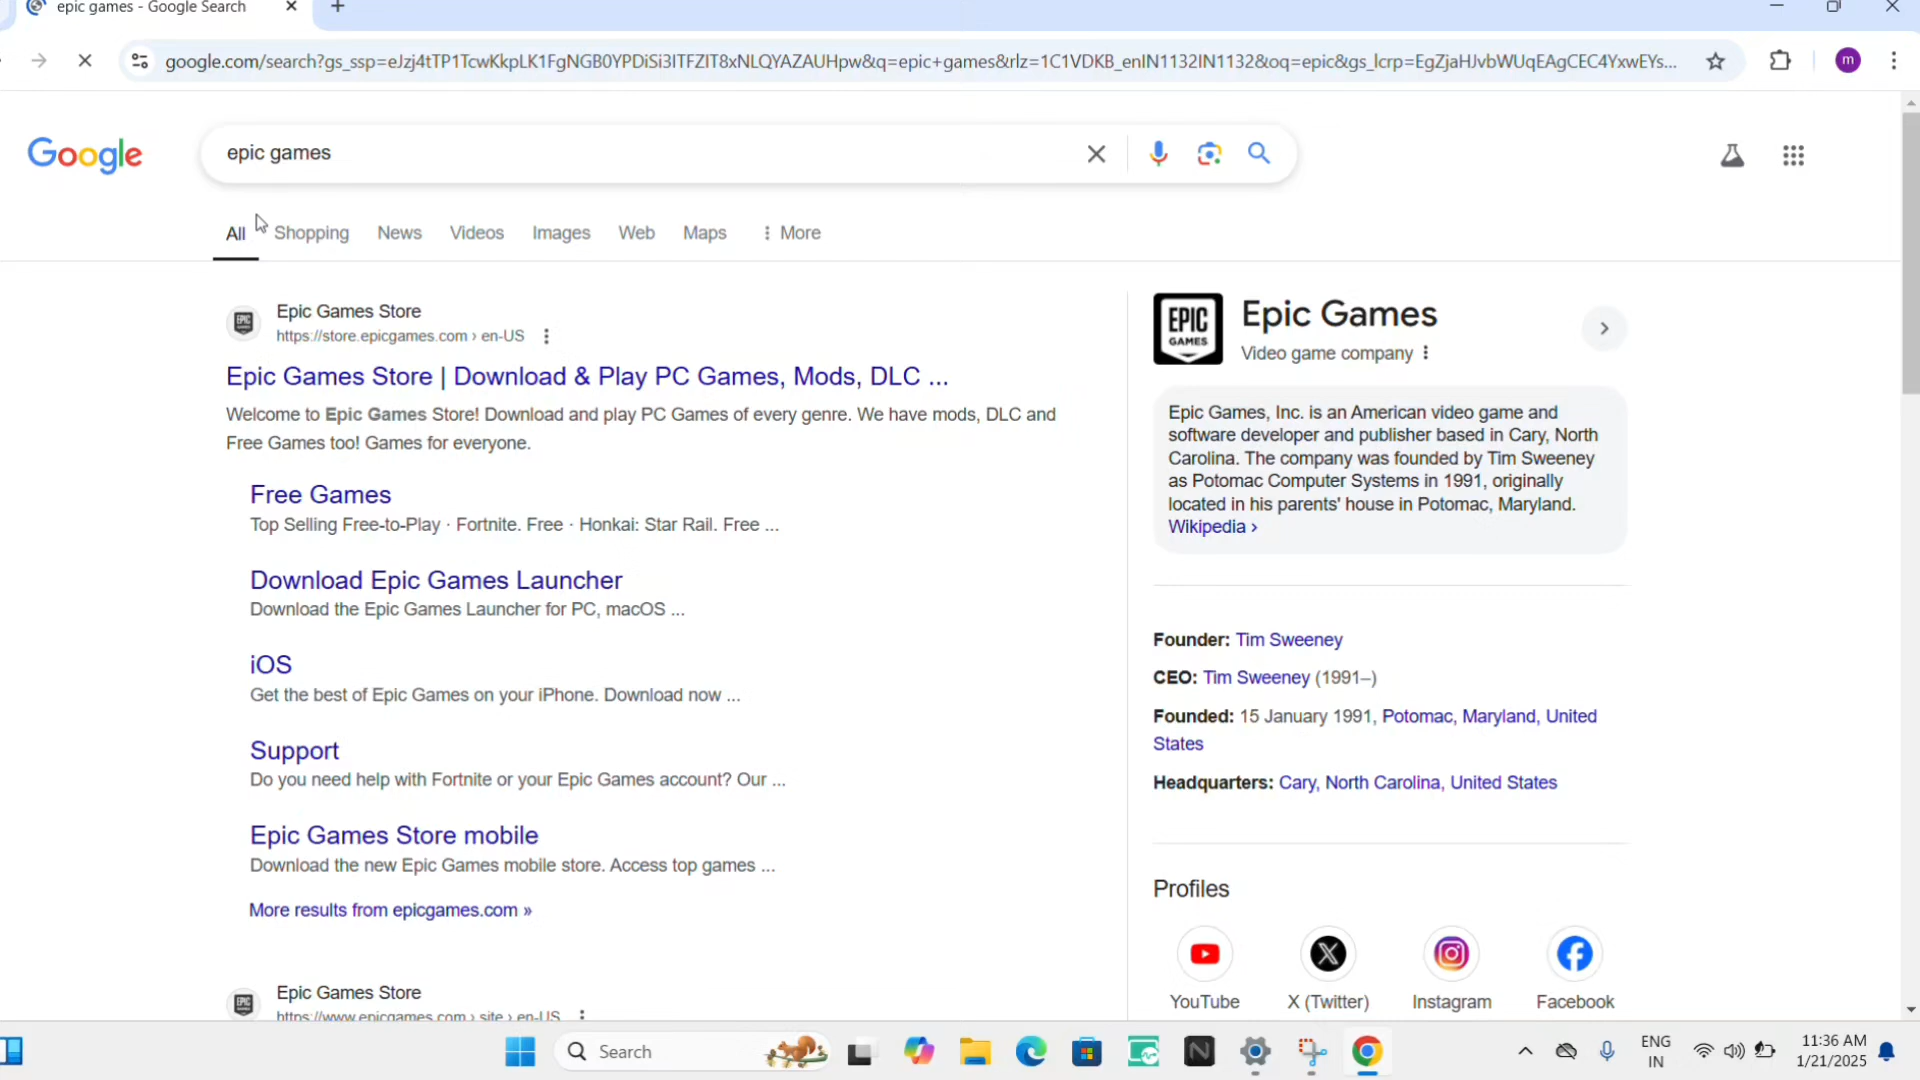 epic games - Google Search
google.com/search?gs_ssp=eJzj4tTP1TcwKkpLK1FgNGB0YPDiSi3ITFZIT8xNLQYAZAUHpw&q=epic+games&rlz=1C1VDKB_enIN1132IN1132&oq=epic&gs_lcrp=EgZjaHJvbWUqEAgCEC4YxwEYs...
m
Google
epic games
All
Shopping
News
Videos
Images
Web
Maps
More
Epic Games Store
https://store.epicgames.com › en-US
Epic Games Store | Download & Play PC Games, Mods, DLC ...
Welcome to Epic Games Store! Download and play PC Games of every genre. We have mods, DLC and
Free Games too! Games for everyone.
Free Games
Top Selling Free-to-Play · Fortnite. Free · Honkai: Star Rail. Free ...
Download Epic Games Launcher
Download the Epic Games Launcher for PC, macOS ...
iOS
Get the best of Epic Games on your iPhone. Download now ...
Support
Do you need help with Fortnite or your Epic Games account? Our ...
Epic Games Store mobile
Download the new Epic Games mobile store. Access top games ...
More results from epicgames.com »
Epic Games Store
https://www.epicgames.com › site › en-US
EPIC
GAMES
Epic Games
Video game company
Epic Games, Inc. is an American video game and
software developer and publisher based in Cary, North
Carolina. The company was founded by Tim Sweeney
as Potomac Computer Systems in 1991, originally
located in his parents' house in Potomac, Maryland.
Wikipedia ›
Founder: Tim Sweeney
CEO: Tim Sweeney (1991–)
Founded: 15 January 1991, Potomac, Maryland, United
States
Headquarters: Cary, North Carolina, United States
Profiles
YouTube
X (Twitter)
Instagram
Facebook
Search
ENG
IN
11:36 AM
1/21/2025